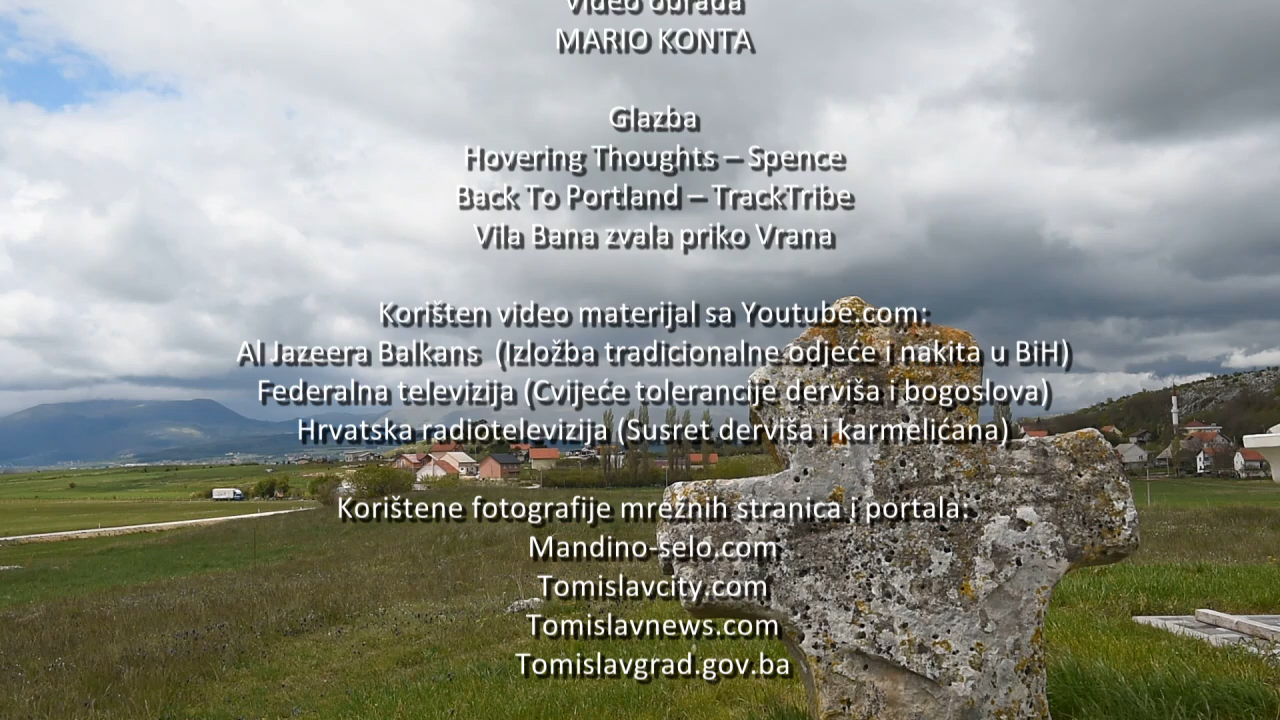 Video obrada
MARIO KONTA
Glazba
Hovering Thoughts – Spence
Back To Portland – TrackTribe
Vila Bana zvala priko Vrana
Korišten video materijal sa Youtube.com:
Al Jazeera Balkans (Izložba tradicionalne odjeće i nakita u BiH)
Federalna televizija (Cvijeće tolerancije derviša i bogoslova)
Hrvatska radiotelevizija (Susret derviša i karmelićana)
Korištene fotografije mrežnih stranica i portala:
Mandino-selo.com
Tomislavcity.com
Tomislavnews.com
Tomislavgrad.gov.ba